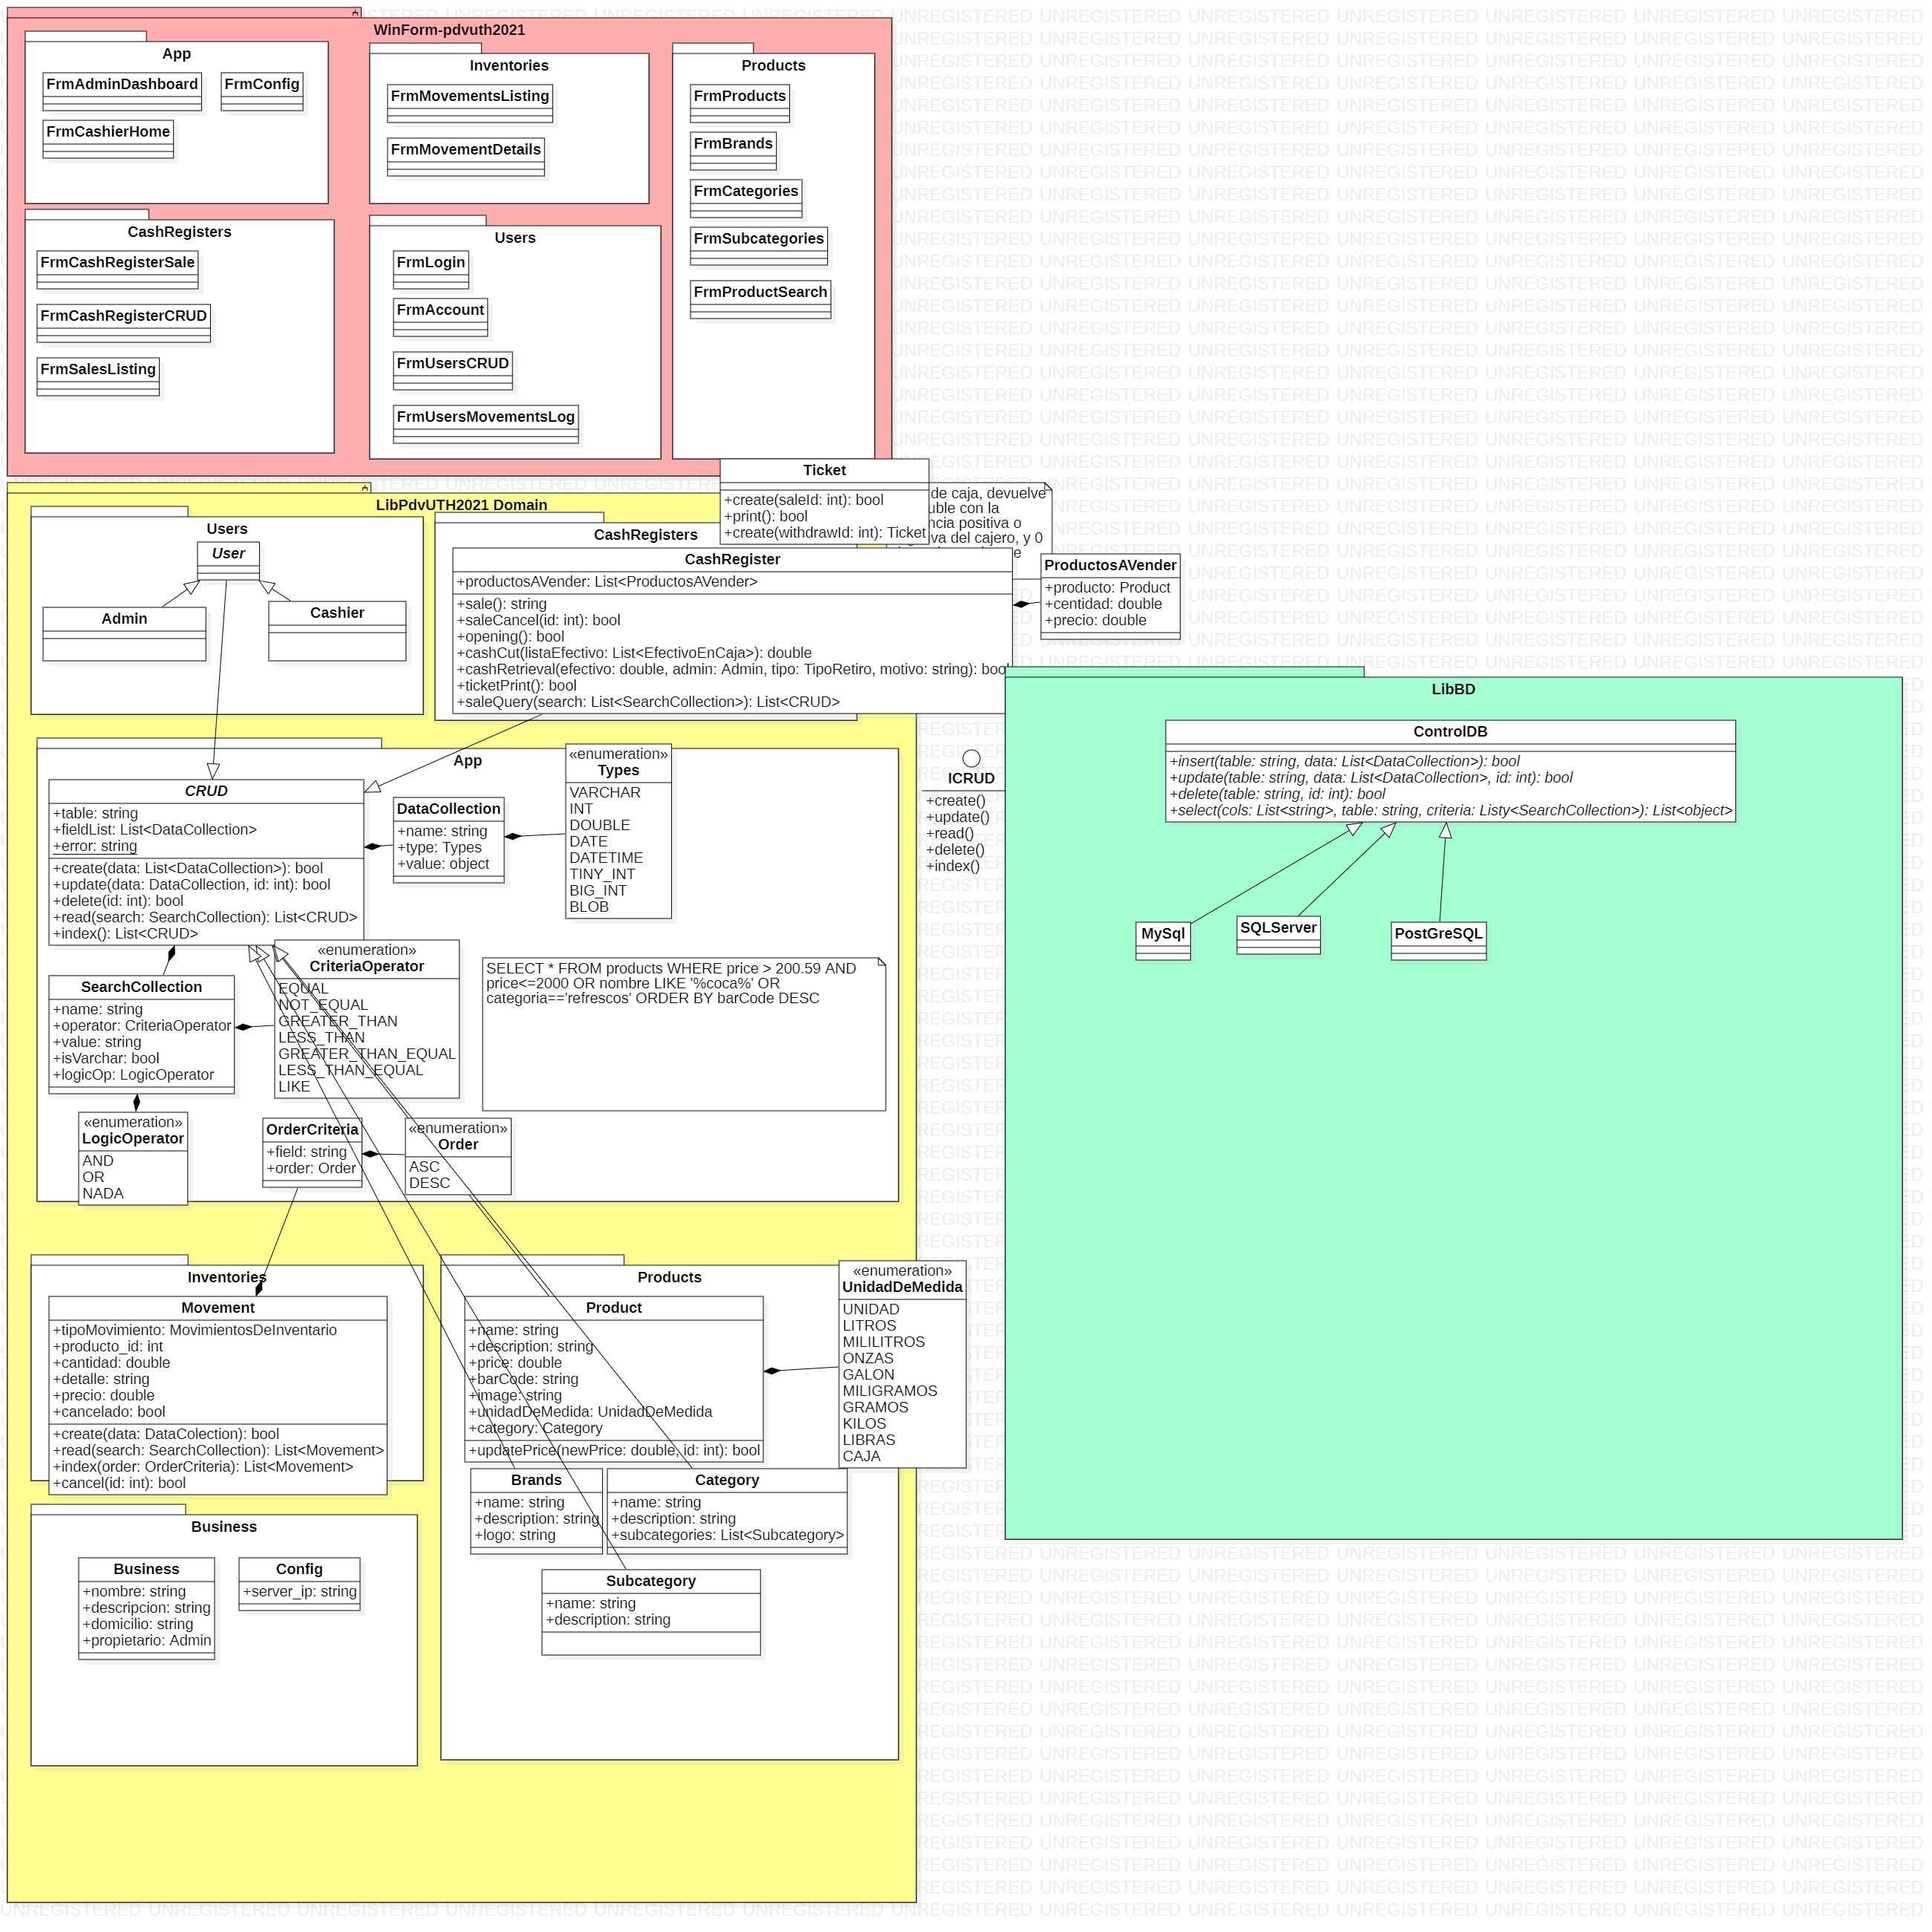 WinForm-pdvuth2021
App
FrmAdminDashboard
FrmConfig
FrmCashierHome
Inventories
FrmMovementsListing
FrmMovementDetails
Products
FrmProducts
FrmBrands
FrmCategories
FrmSubcategories
FrmProductSearch
CashRegisters
FrmCashRegisterSale
FrmCashRegisterCRUD
FrmSalesListing
Users
FrmLogin
FrmAccount
FrmUsersCRUD
FrmUsersMovementsLog
Ticket
+create(saleId: int): bool
+print(): bool
+create(withdrawId: int): Ticket
de caja, devuelve
con la
positiva o
del cajero, y 0
LibPdvUTH2021 Domain
Users
User
Admin
Cashier
CashRegisters
CashRegister
+productosAVender: List<ProductosAVender>
+sale(): string
+saleCancel(id: int): bool
+opening(): bool
+cashCut(listaEfectivo: List<EfectivoEnCaja>): double
+cashRetrieval(efectivo: double, admin: Admin, tipo: TipoRetiro, motivo: string): bool
+ticketPrint(): bool
+saleQuery(search: List<SearchCollection>): List<CRUD>
ProductosAVender
+producto: Product
+centidad: double
+precio: double
App
CRUD
+table: string
+fieldList: List<DataCollection>
+error: string
+create(data: List<DataCollection>): bool
+update(data: DataCollection, id: int): bool
+delete(id: int): bool
+read(search: SearchCollection): List<CRUD>
+index(): List<CRUD>
DataCollection
+name: string
+type: Types
+value: object
«enumeration»
Types
VARCHAR
INT
DOUBLE
DATE
DATETIME
TINY_INT
BIG_INT
BLOB
ICRUD
+create()
+update()
+read()
+delete()
+index()
SearchCollection
+name: string
+operator: CriteriaOperator
+value: string
+isVarchar: bool
+logicOp: LogicOperator
«enumeration»
CriteriaOperator
EQUAL
NOT_EQUAL
GREATER_THAN
LESS_THAN
GREATER_THAN_EQUAL
LESS_THAN_EQUAL
LIKE
SELECT * FROM products WHERE price > 200.59 AND
price<=2000 OR nombre LIKE '%coca%' OR
categoria=='refrescos' ORDER BY barCode DESC
«enumeration»
LogicOperator
AND
OR
NADA
OrderCriteria
+field: string
+order: Order
«enumeration»
Order
ASC
DESC
Inventories
Movement
+tipoMovimiento: MovimientosDeInventario
+producto_id: int
+cantidad: double
+detalle: string
+precio: double
+cancelado: bool
+create(data: DataColection): bool
+read(search: SearchCollection): List<Movement>
+index(order: OrderCriteria): List<Movement>
+cancel(id: int): bool
Products
Product
+name: string
+description: string
+price: double
+barCode: string
+image: string
+unidadDeMedida: UnidadDeMedida
+category: Category
+updatePrice(newPrice: double, id: int): bool
«enumeration»
UnidadDeMedida
UNIDAD
LITROS
MILILITROS
ONZAS
GALON
MILIGRAMOS
GRAMOS
KILOS
LIBRAS
CAJA
Brands
+name: string
+description: string
+logo: string
Category
+name: string
+description: string
+subcategories: List<Subcategory>
Subcategory
+name: string
+description: string
Business
Business
+nombre: string
+descripcion: string
+domicilio: string
+propietario: Admin
Config
+server_ip: string
LibBD
ControlDB
+insert(table: string, data: List<DataCollection>): bool
+update(table: string, data: List<DataCollection>, id: int): bool
+delete(table: string, id: int): bool
+select(cols: List<string>, table: string, criteria: Listy<SearchCollection>): List<object>
MySql
SQLServer
PostGreSQL
UNREGISTERED